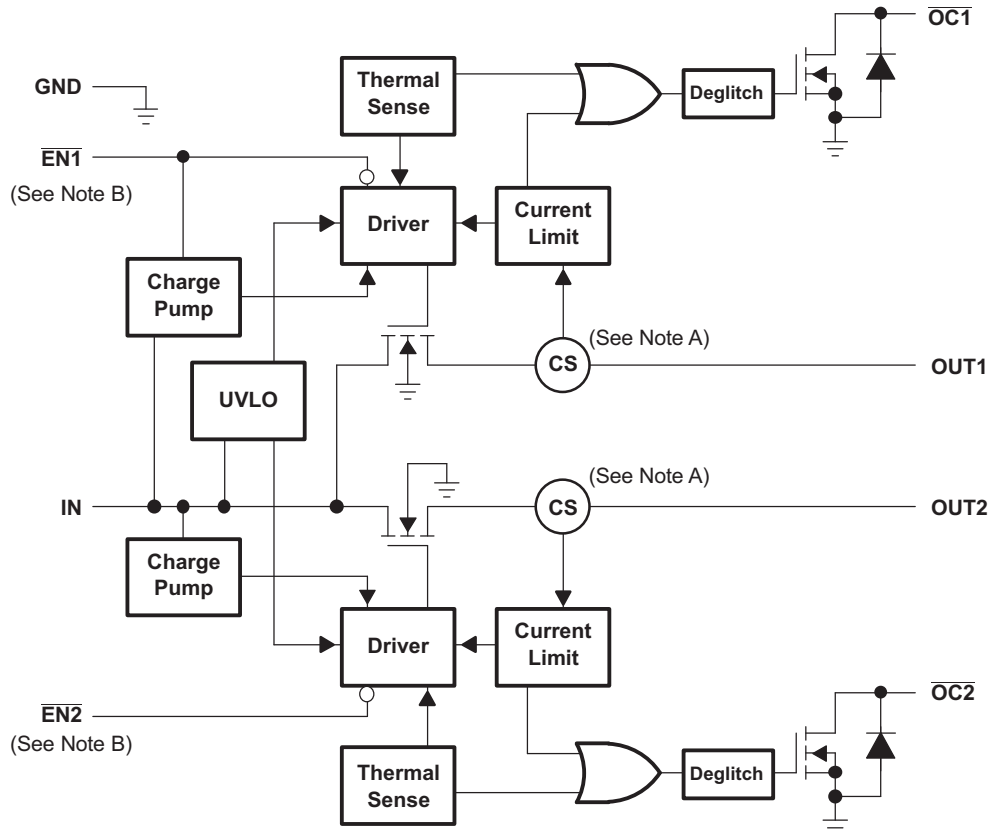 OC1
GND
Thermal
Sense
Deglitch
EN1
(See Note B)
Driver
Current
Limit
Charge
Pump
(See Note A)
CS
OUT1
UVLO
(See Note A)
IN
CS
OUT2
Charge
Pump
Driver
Current
Limit
EN2
(See Note B)
OC2
Thermal
Sense
Deglitch